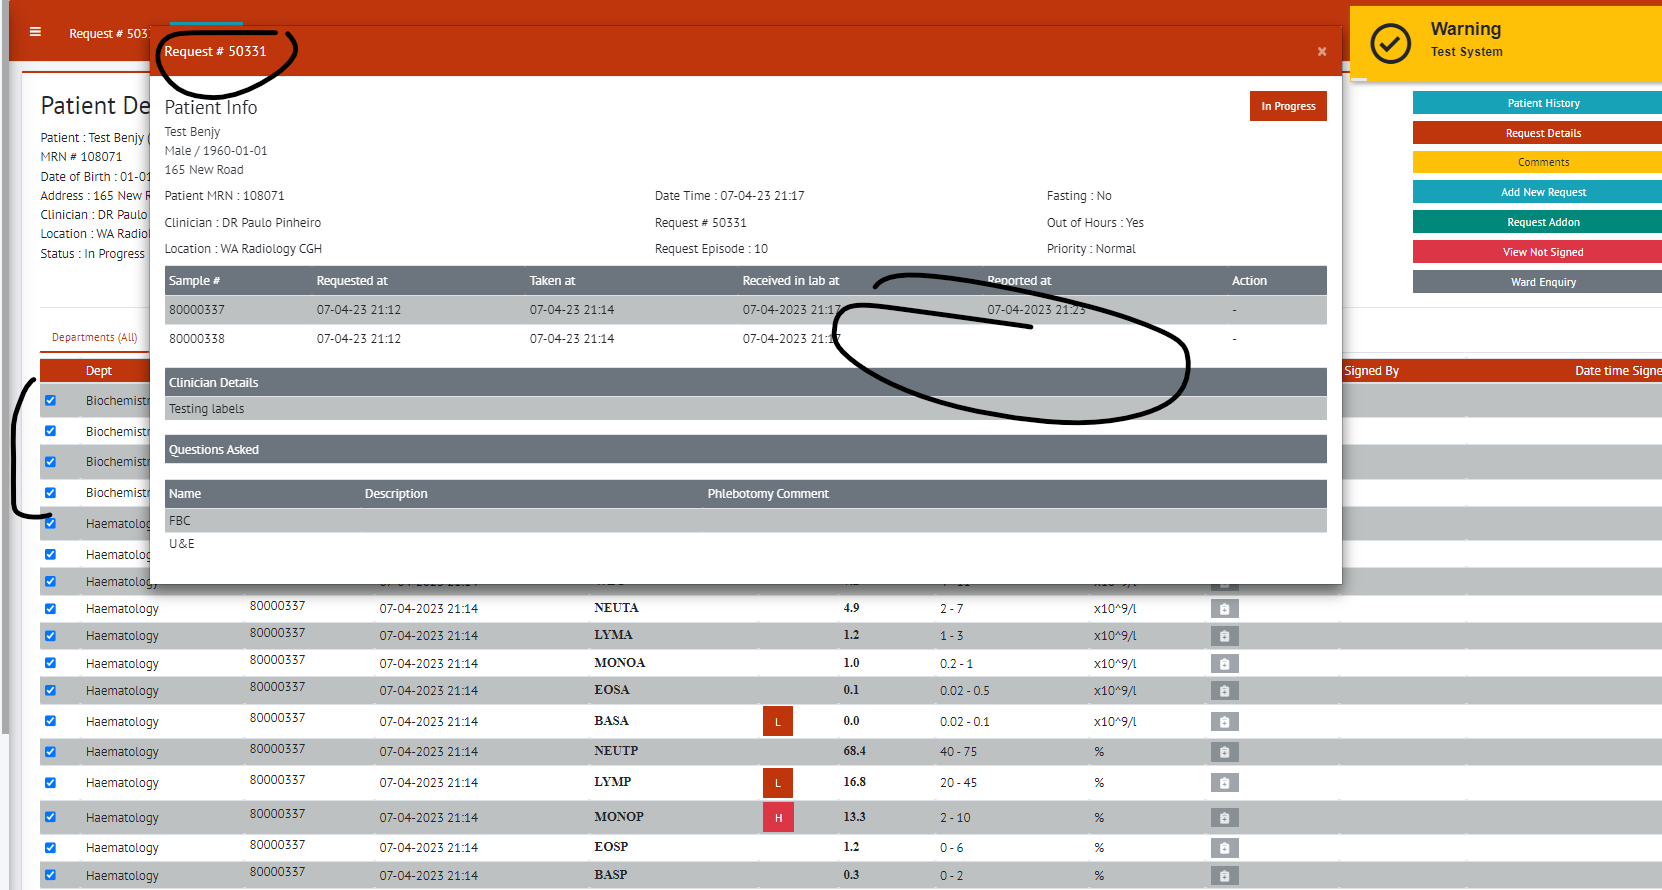 Request # 503
Request # 50331
×
Warning
Test System
Patient De
Patient : Test Benjy (
MRN # 108071
Date of Birth : 01-01
Address : 165 New R
Clinician : DR Paulo
Location : WA Radiol
Status : In Progress
Patient Info
In Progress
Test Benjy
Male / 1960-01-01
165 New Road
Patient MRN : 108071 Date Time : 07-04-23 21:17 Fasting : No
Clinician : DR Paulo Pinheiro Request # 50331 Out of Hours : Yes
Location : WA Radiology CGH Request Episode : 10 Priority : Normal
Sample # Requested at Taken at Received in lab at Reported at Action
80000337 07-04-23 21:12 07-04-23 21:14 07-04-2023 21:17 07-04-2023 21:23 -
80000338 07-04-23 21:12 07-04-23 21:14 07-04-2023 21:17 -
Clinician Details
Testing labels
Questions Asked
Name Description Phlebotomy Comment
FBC
U&E
Patient History
Request Details
Comments
Add New Request
Request Addon
View Not Signed
Ward Enquiry
Departments (All)
Dept Signed By Date time Signe
Biochemistr
Biochemistr
Biochemistr
Biochemistr
Haematolog
Haematolog
Haematology
Haematology 80000337 07-04-2023 21:14 NEUTA 4.9 2 - 7 x10^9/l
Haematology 80000337 07-04-2023 21:14 LYMA 1.2 1 - 3 x10^9/l
Haematology 80000337 07-04-2023 21:14 MONOA 1.0 0.2 - 1 x10^9/l
Haematology 80000337 07-04-2023 21:14 EOSA 0.1 0.02 - 0.5 x10^9/l
Haematology 80000337 07-04-2023 21:14 BASA L 0.0 0.02 - 0.1 x10^9/l
Haematology 80000337 07-04-2023 21:14 NEUTP 68.4 40 - 75 %
Haematology 80000337 07-04-2023 21:14 LYMP L 16.8 20 - 45 %
Haematology 80000337 07-04-2023 21:14 MONOP H 13.3 2 - 10 %
Haematology 80000337 07-04-2023 21:14 EOSP 1.2 0 - 6 %
Haematology 80000337 07-04-2023 21:14 BASP 0.3 0 - 2 %